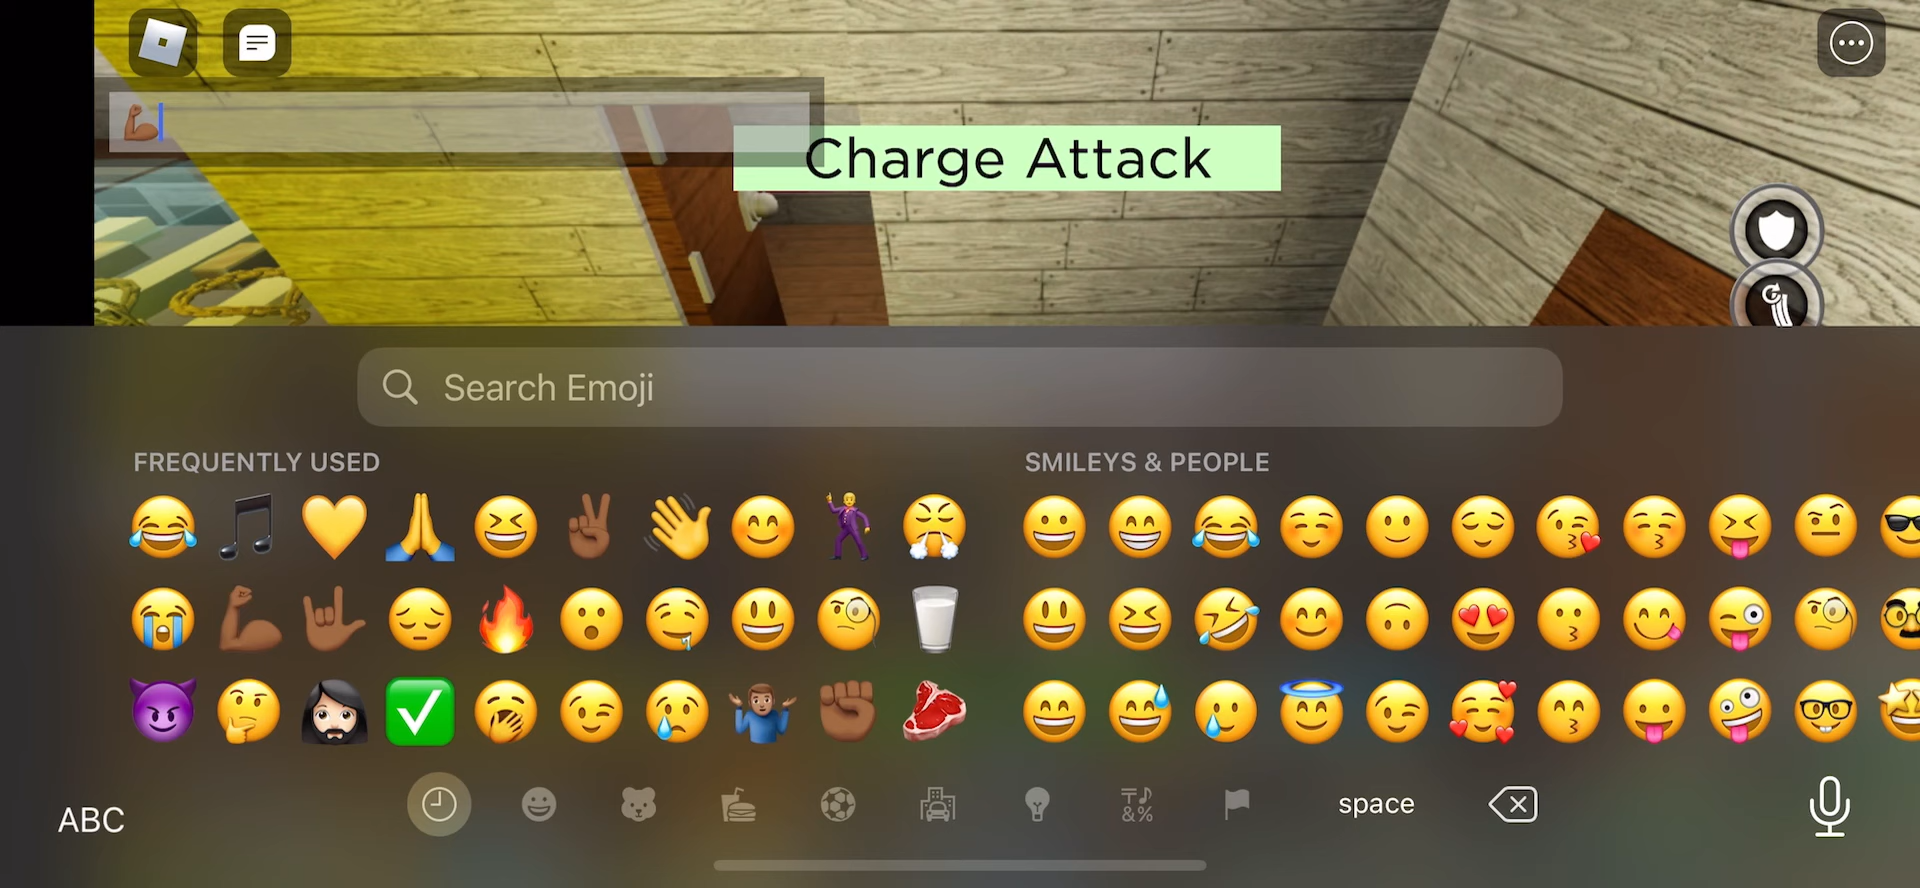 Charge Attack
Search Emoji
FREQUENTLY USED
SMILEYS & PEOPLE
ABC
space